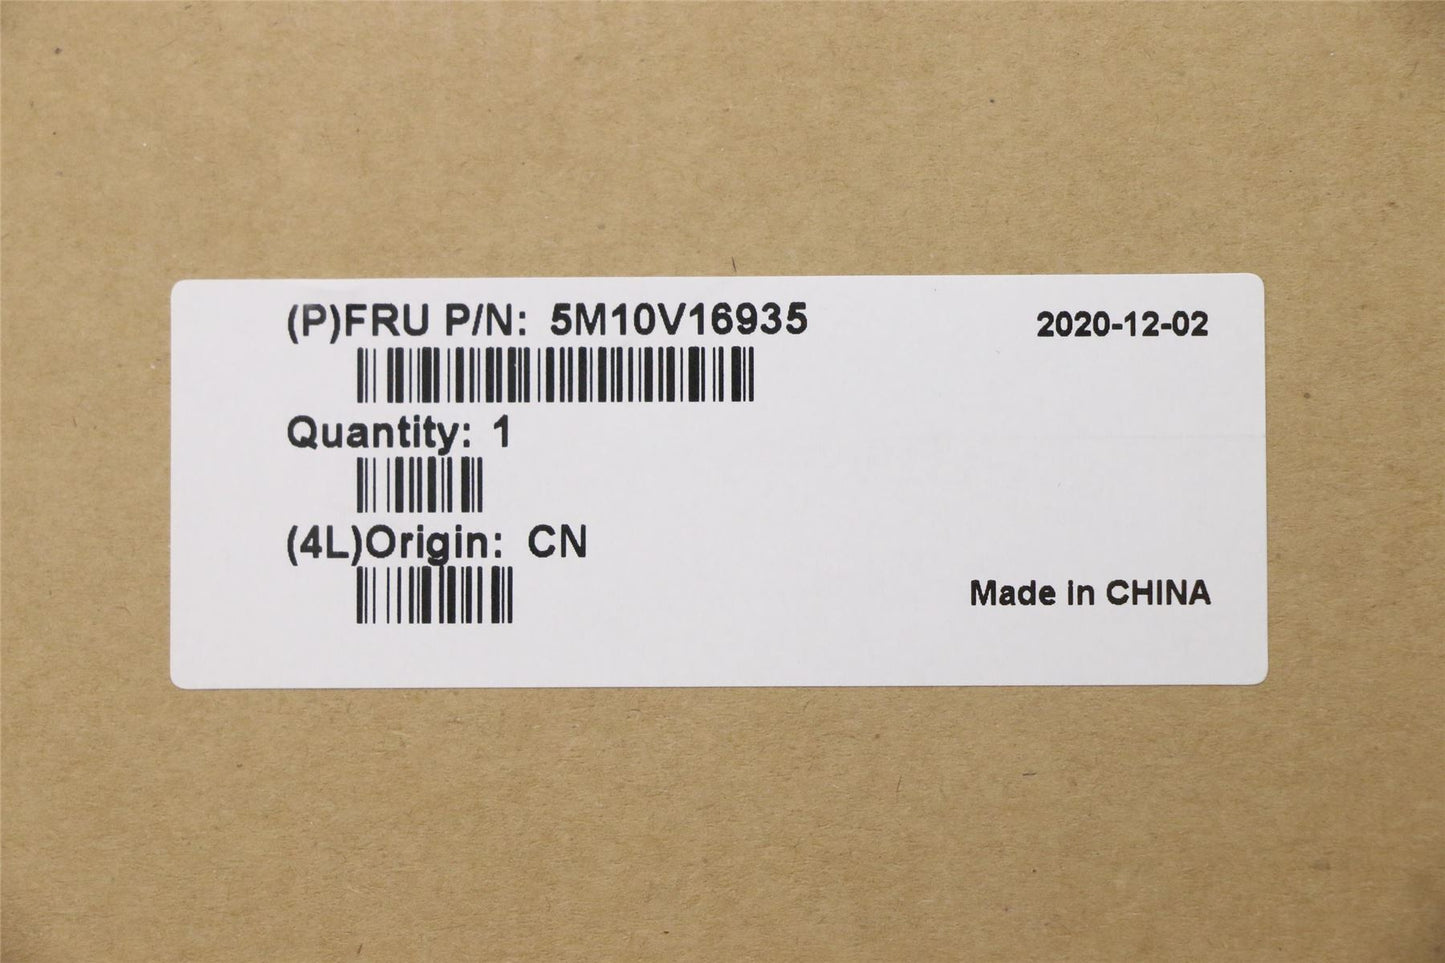 (P)FRU P/N: 5M10V16935
2020-12-02
Quantity: 1
(4L)Origin: CN
Made in CHINA